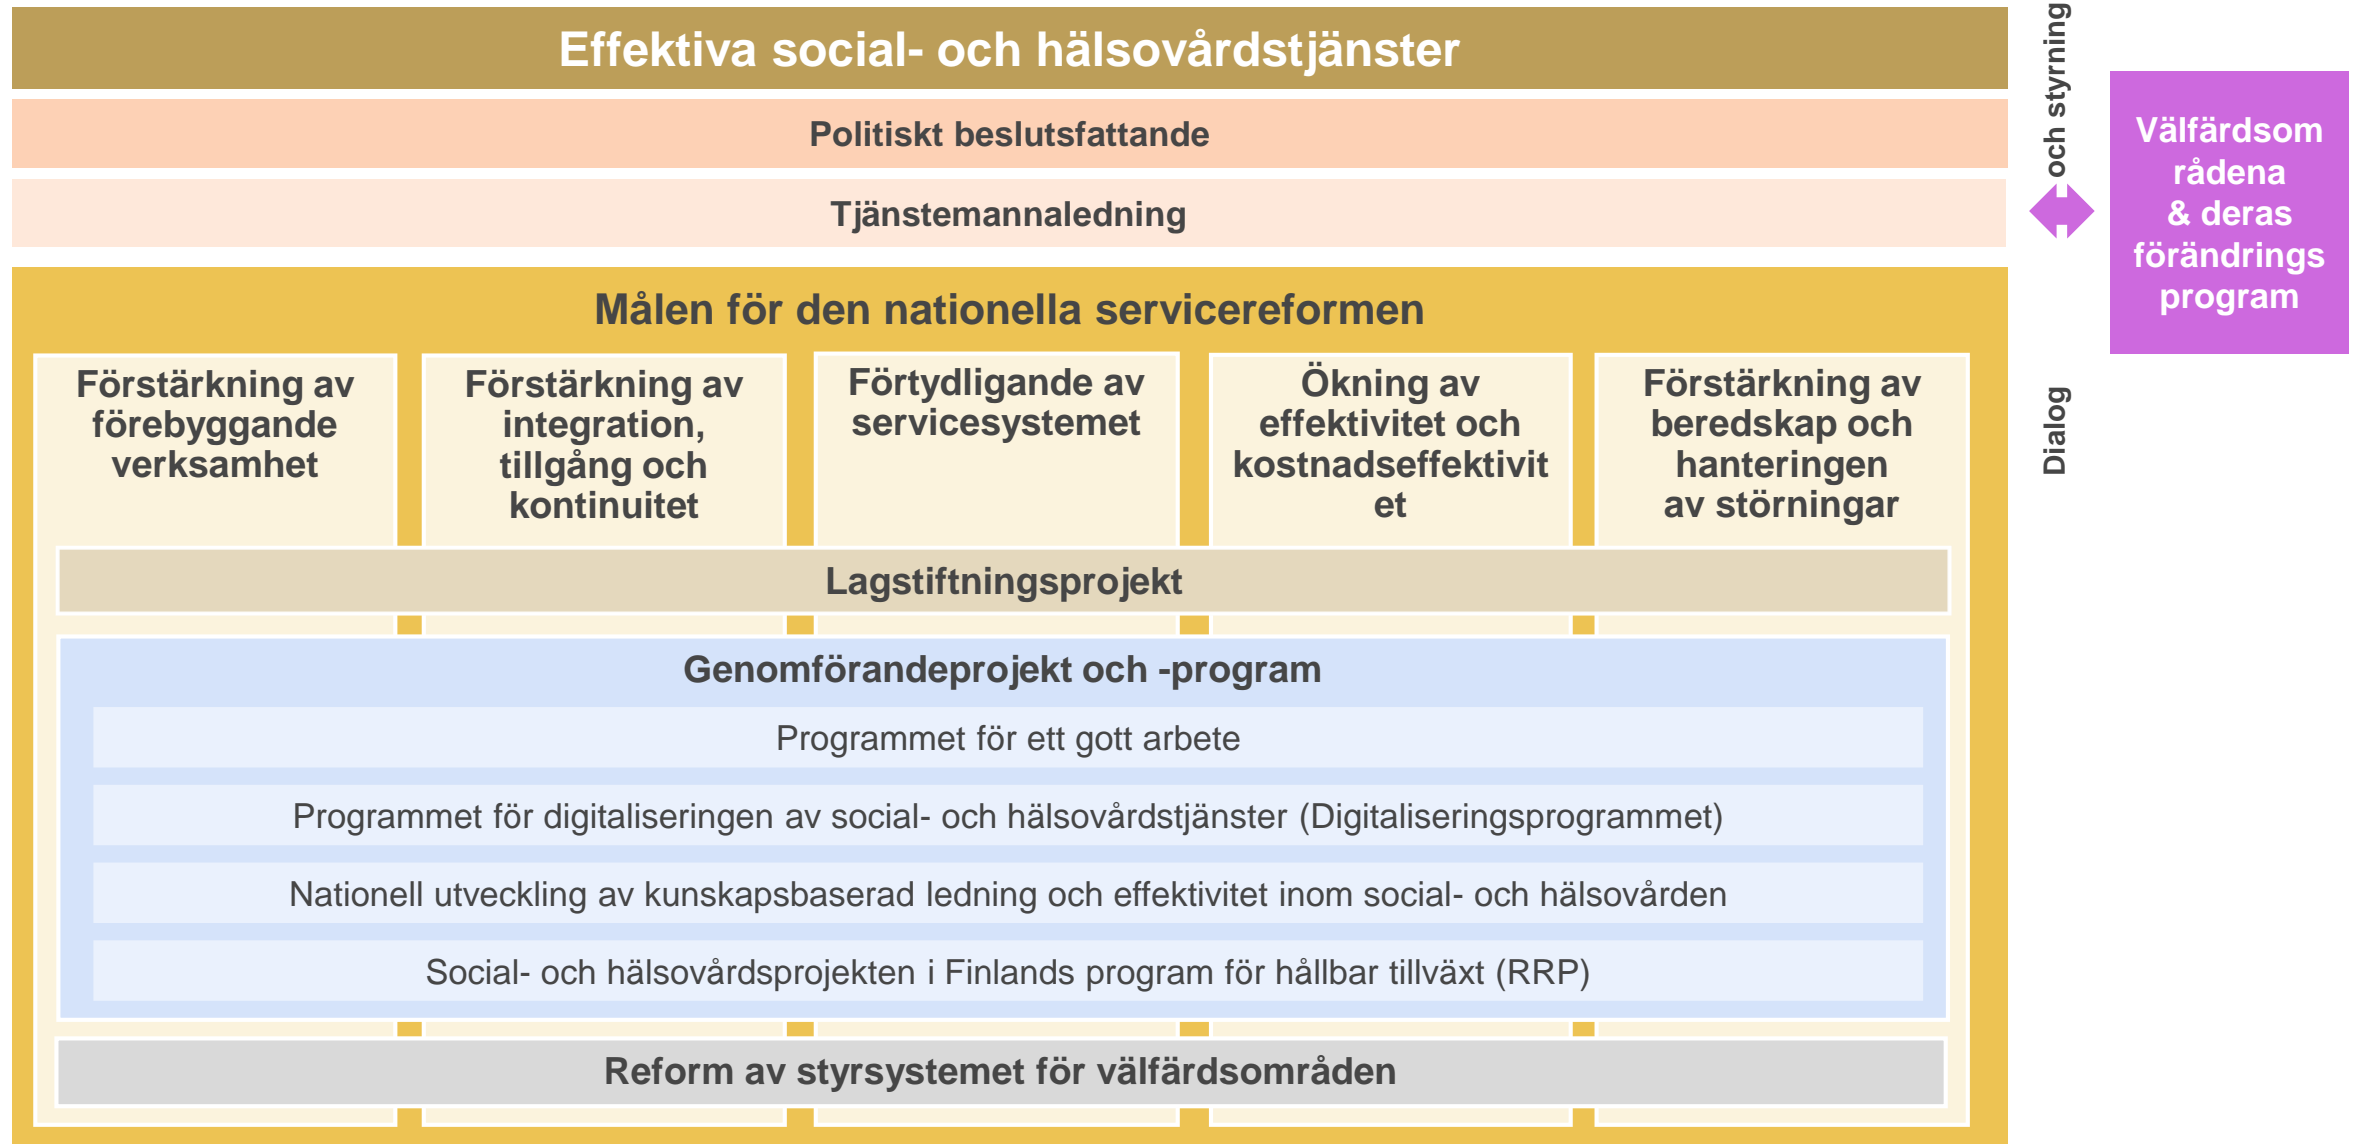 Effektiva social- och hälsovårdstjänster
Politiskt beslutsfattande
Tjänstemannaledning
Målen för den nationella servicereformen
Förstärkning av
förebyggande
verksamhet
Förstärkning av
integration,
tillgång och
kontinuitet
Förtydligande av
servicesystemet
Ökning av
effektivitet och
kostnadseffektivit
et
Förstärkning av
beredskap och
hanteringen
av störningar
Lagstiftningsprojekt
Genomförandeprojekt och -program
Programmet för ett gott arbete
Programmet för digitaliseringen av social- och hälsovårdstjänster (Digitaliseringsprogrammet)
Nationell utveckling av kunskapsbaserad ledning och effektivitet inom social- och hälsovården
Social- och hälsovårdsprojekten i Finlands program för hållbar tillväxt (RRP)
Reform av styrsystemet för välfärdsområden
Dialog och styrning
Välfärdsom
rådena
& deras
förändrings
program